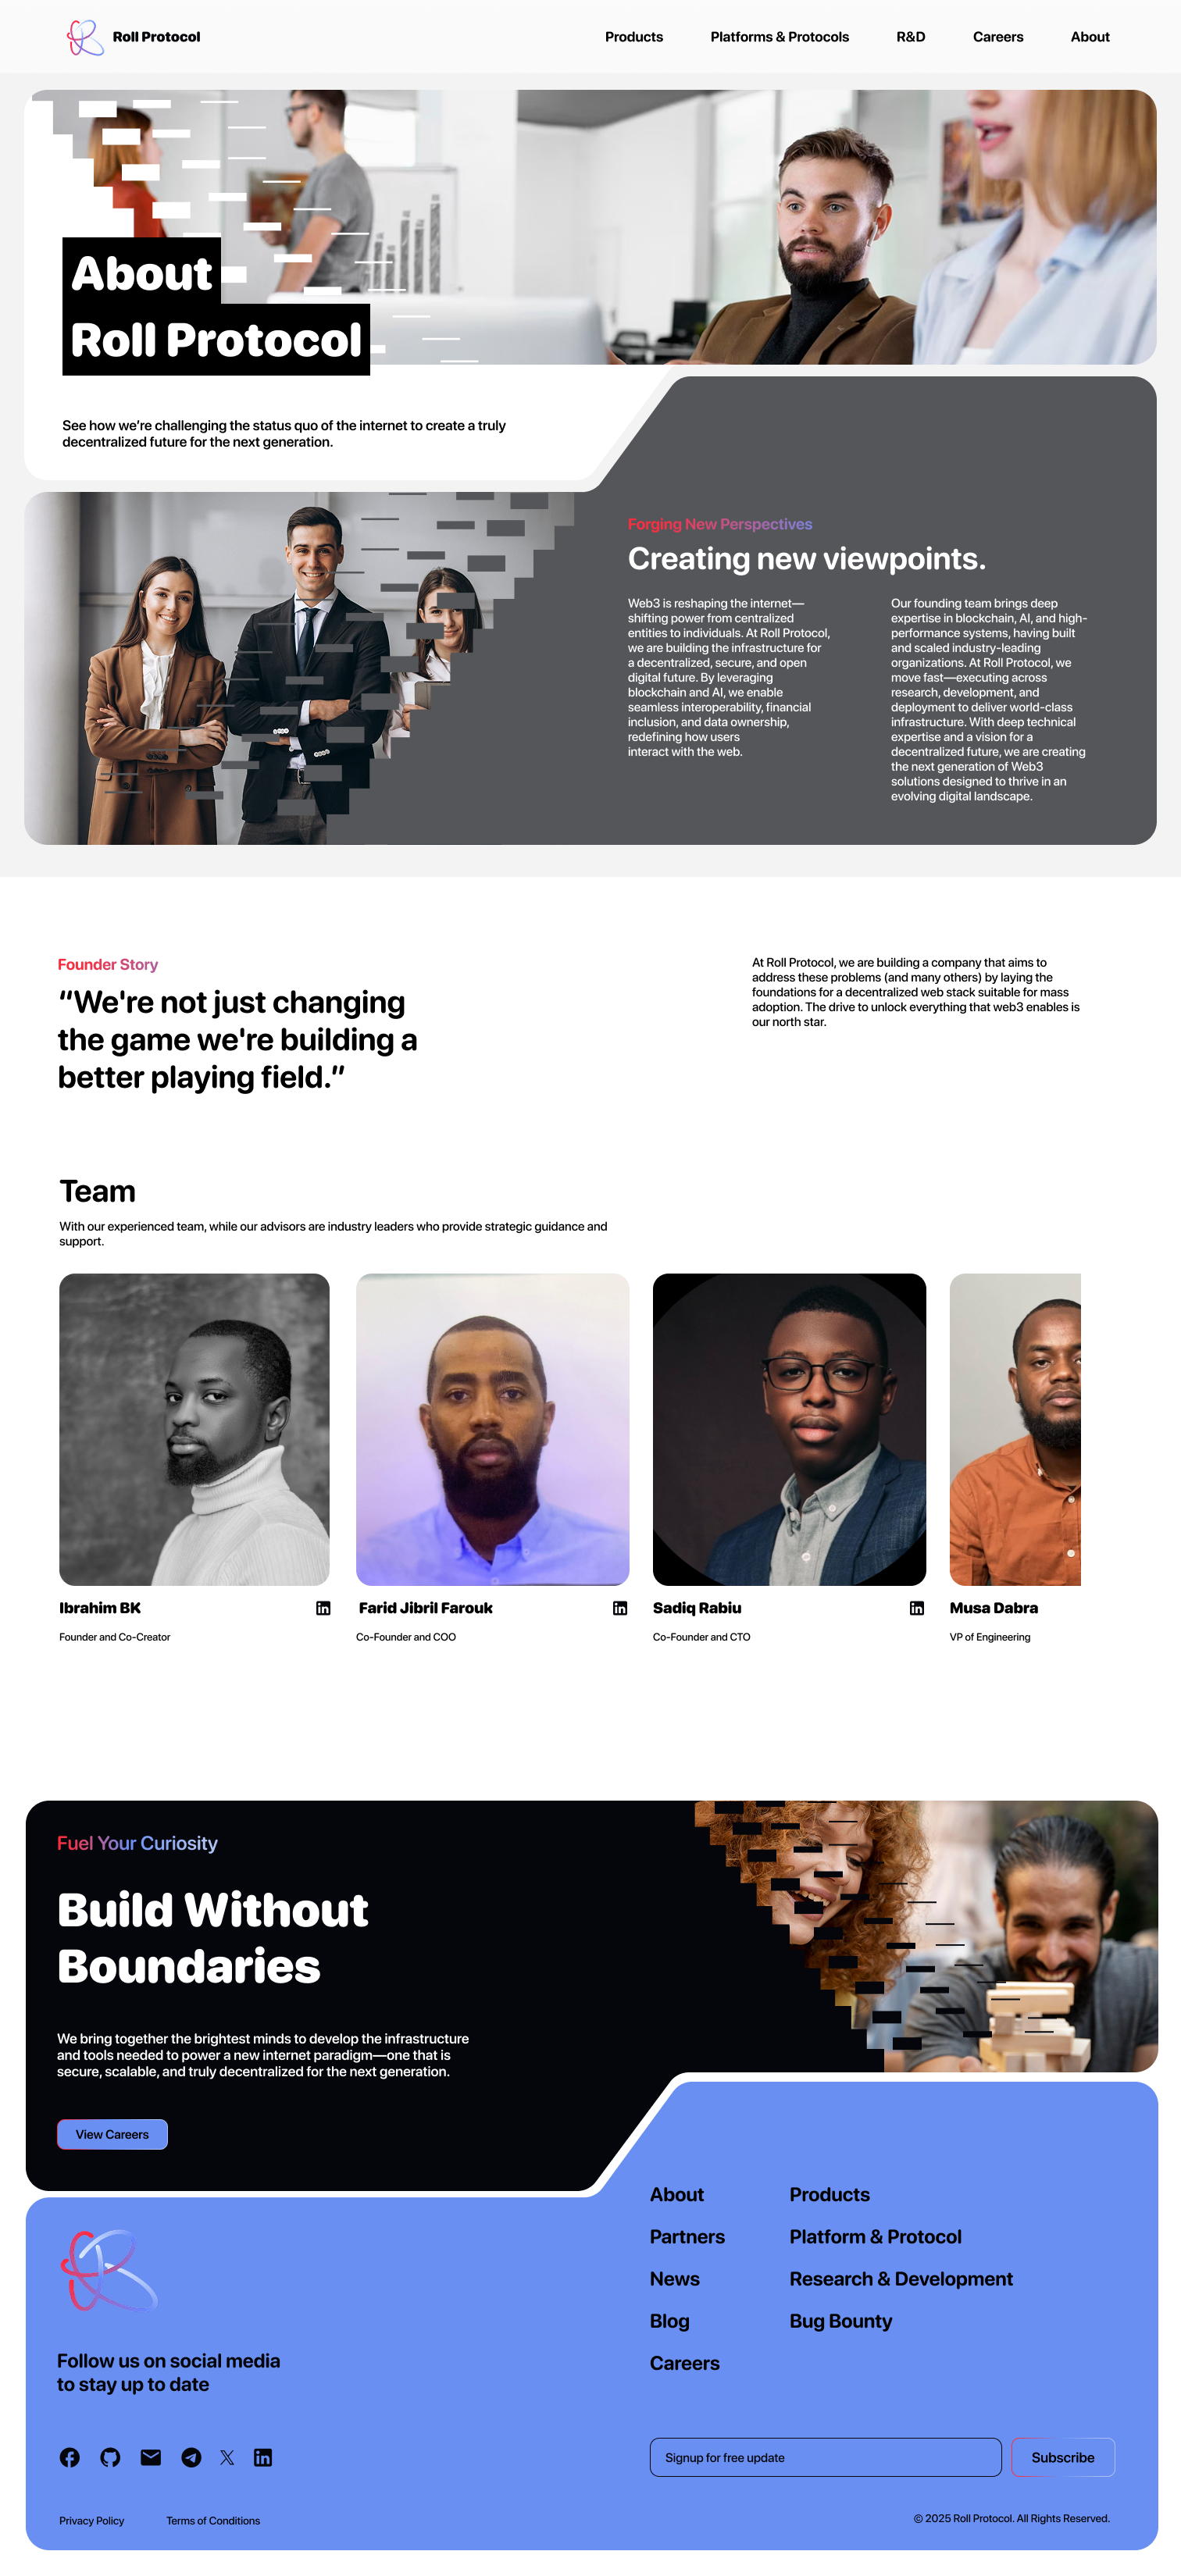 Roll Protocol
Products
Platforms & Protocols
R&D
Careers
About
About
Roll Protocol
See how we're challenging the status quo of the internet to create a truly
decentralized future for the next generation.
Forging New Perspectives
Creating new viewpoints.
Web3 is reshaping the internet—
shifting power from centralized
entities to individuals. At Roll Protocol,
we are building the infrastructure for
a decentralized, secure, and open
digital future. By leveraging
blockchain and AI, we enable
seamless interoperability, financial
inclusion, and data ownership,
redefining how users
interact with the web.
Our founding team brings deep
expertise in blockchain, AI, and high-
performance systems, having built
and scaled industry-leading
organizations. At Roll Protocol, we
move fast—executing across
research, development, and
deployment to deliver world-class
infrastructure. With deep technical
expertise and a vision for a
decentralized future, we are creating
the next generation of Web3
solutions designed to thrive in an
evolving digital landscape.
Founder Story
“We're not just changing
the game we're building a
better playing field.”
At Roll Protocol, we are building a company that aims to
address these problems (and many others) by laying the
foundations for a decentralized web stack suitable for mass
adoption. The drive to unlock everything that web3 enables is
our north star.
Team
With our experienced team, while our advisors are industry leaders who provide strategic guidance and
support.
Ibrahim BK
Founder and Co-Creator
Farid Jibril Farouk
Co-Founder and COO
Sadiq Rabiu
Co-Founder and CTO
Musa Dabra
VP of Engineering
Fuel Your Curiosity
Build Without
Boundaries
We bring together the brightest minds to develop the infrastructure
and tools needed to power a new internet paradigm—one that is
secure, scalable, and truly decentralized for the next generation.
View Careers
Follow us on social media
to stay up to date
About
Partners
News
Blog
Careers
Products
Platform & Protocol
Research & Development
Bug Bounty
Signup for free update
Subscribe
Privacy Policy
Terms of Conditions
© 2025 Roll Protocol. All Rights Reserved.